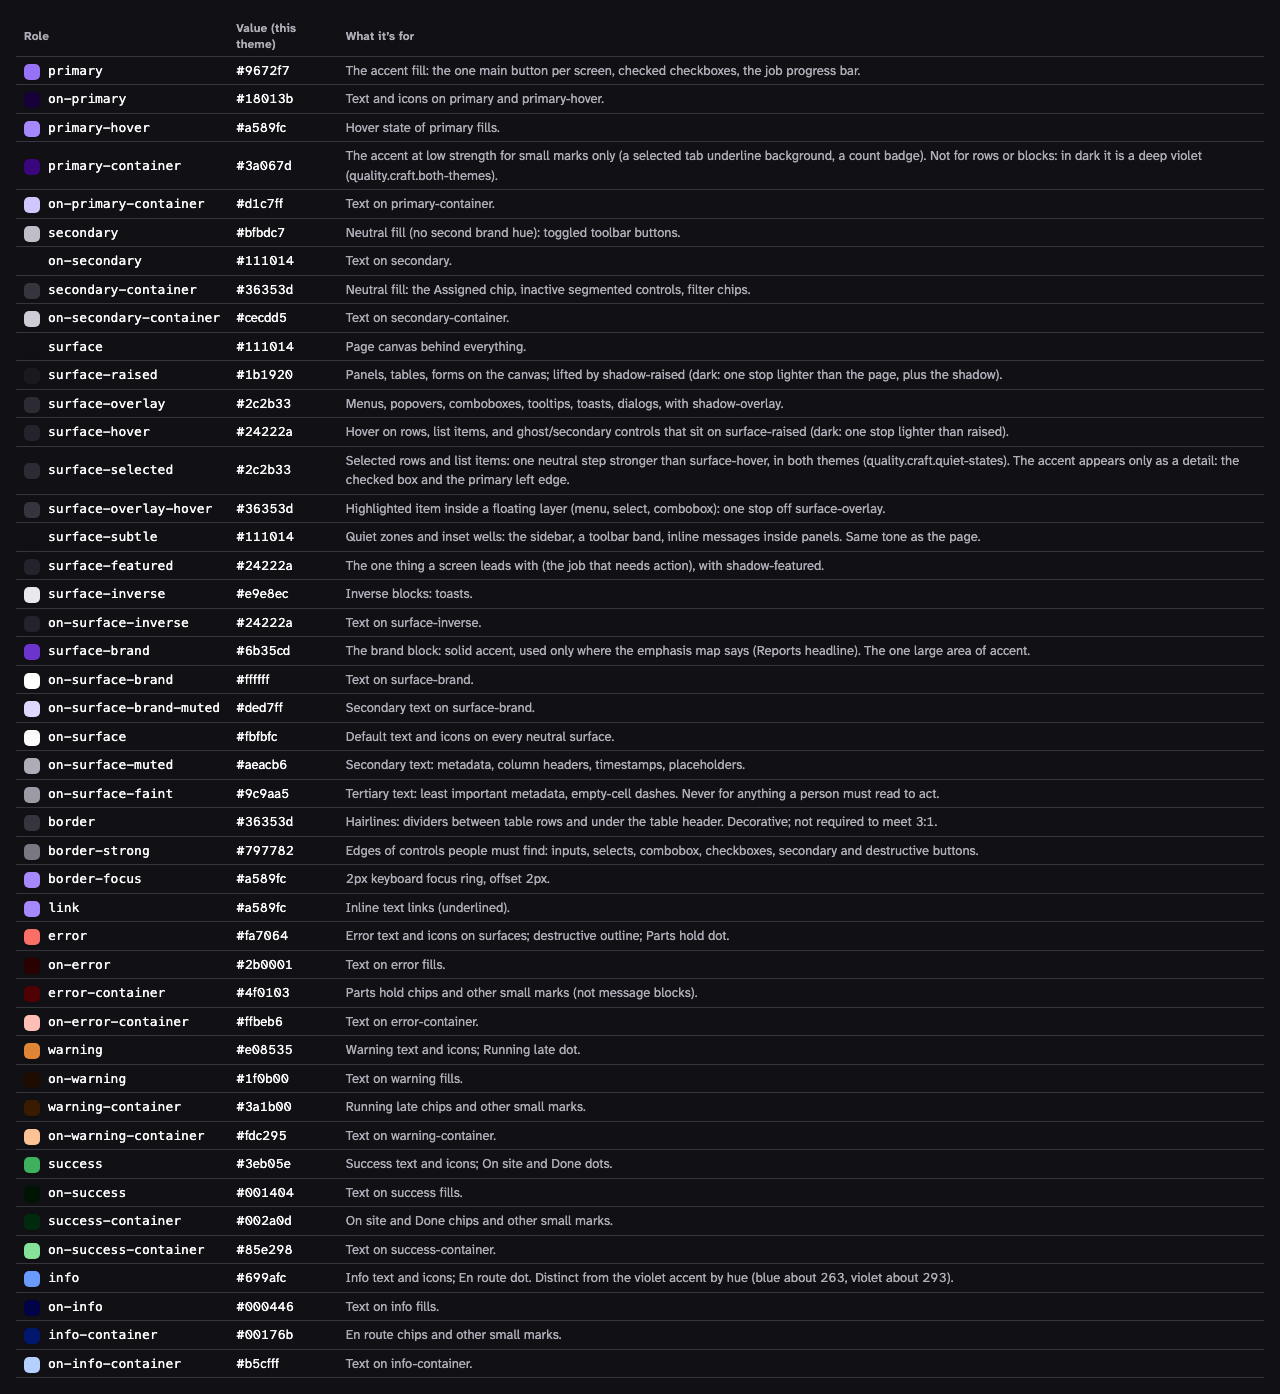 Role
Value (this theme)
What it's for
primary #9672f7 The accent fill: the one main button per screen, checked checkboxes, the job progress bar.
on-primary #18013b Text and icons on primary and primary-hover.
primary-hover #a589fc Hover state of primary fills.
primary-container #3a067d The accent at low strength for small marks only (a selected tab underline background, a count badge). Not for rows or blocks: in dark it is a deep violet
(quality.craft.both-themes).
on-primary-container #d1c7ff Text on primary-container.
secondary #bfbdc7 Neutral fill (no second brand hue): toggled toolbar buttons.
on-secondary #111014 Text on secondary.
secondary-container #36353d Neutral fill: the Assigned chip, inactive segmented controls, filter chips.
on-secondary-container #cecdd5 Text on secondary-container.
surface #111014 Page canvas behind everything.
surface-raised #1b1920 Panels, tables, forms on the canvas; lifted by shadow-raised (dark: one stop lighter than the page, plus the shadow).
surface-overlay #2c2b33 Menus, popovers, comboboxes, tooltips, toasts, dialogs, with shadow-overlay.
surface-hover #24222a Hover on rows, list items, and ghost/secondary controls that sit on surface-raised (dark: one stop lighter than raised).
surface-selected #2c2b33 Selected rows and list items: one neutral step stronger than surface-hover, in both themes (quality.craft.quiet-states). The accent appears only as a detail: the
checked box and the primary left edge.
surface-overlay-hover #36353d Highlighted item inside a floating layer (menu, select, combobox): one stop off surface-overlay.
surface-subtle #111014 Quiet zones and inset wells: the sidebar, a toolbar band, inline messages inside panels. Same tone as the page.
surface-featured #24222a The one thing a screen leads with (the job that needs action), with shadow-featured.
surface-inverse #e9e8ec Inverse blocks: toasts.
on-surface-inverse #24222a Text on surface-inverse.
surface-brand #6b35cd The brand block: solid accent, used only where the emphasis map says (Reports headline). The one large area of accent.
on-surface-brand #ffffff Text on surface-brand.
on-surface-brand-muted #ded7ff Secondary text on surface-brand.
on-surface #fbfbfc Default text and icons on every neutral surface.
on-surface-muted #aeacb6 Secondary text: metadata, column headers, timestamps, placeholders.
on-surface-faint #9c9aa5 Tertiary text: least important metadata, empty-cell dashes. Never for anything a person must read to act.
border #36353d Hairlines: dividers between table rows and under the table header. Decorative; not required to meet 3:1.
border-strong #797782 Edges of controls people must find: inputs, selects, combobox, checkboxes, secondary and destructive buttons.
border-focus #a589fc 2px keyboard focus ring, offset 2px.
link #a589fc Inline text links (underlined).
error #fa7064 Error text and icons on surfaces; destructive outline; Parts hold dot.
on-error #2b0001 Text on error fills.
error-container #4f0103 Parts hold chips and other small marks (not message blocks).
on-error-container #ffbeb6 Text on error-container.
warning #e08535 Warning text and icons; Running late dot.
on-warning #1f0b00 Text on warning fills.
warning-container #3a1b00 Running late chips and other small marks.
on-warning-container #fdc295 Text on warning-container.
success #3eb05e Success text and icons; On site and Done dots.
on-success #001404 Text on success fills.
success-container #002a0d On site and Done chips and other small marks.
on-success-container #85e298 Text on success-container.
info #699afc Info text and icons; En route dot. Distinct from the violet accent by hue (blue about 263, violet about 293).
on-info #000446 Text on info fills.
info-container #00176b En route chips and other small marks.
on-info-container #b5cfff Text on info-container.